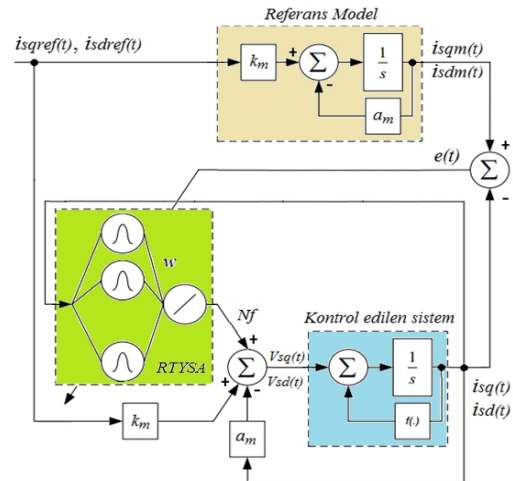 Referans Model
isqref(t), isdref(t)
km
+
Σ
-
1
s
am
isqm(t)
isdm(t)
+
Σ
-
e(t)
w
RTYSA
Nf
+
Σ
+
-
km
am
Vsq(t)
Vsd(t)
Kontrol edilen sistem
Σ
1
s
f(.)
isq(t)
isd(t)